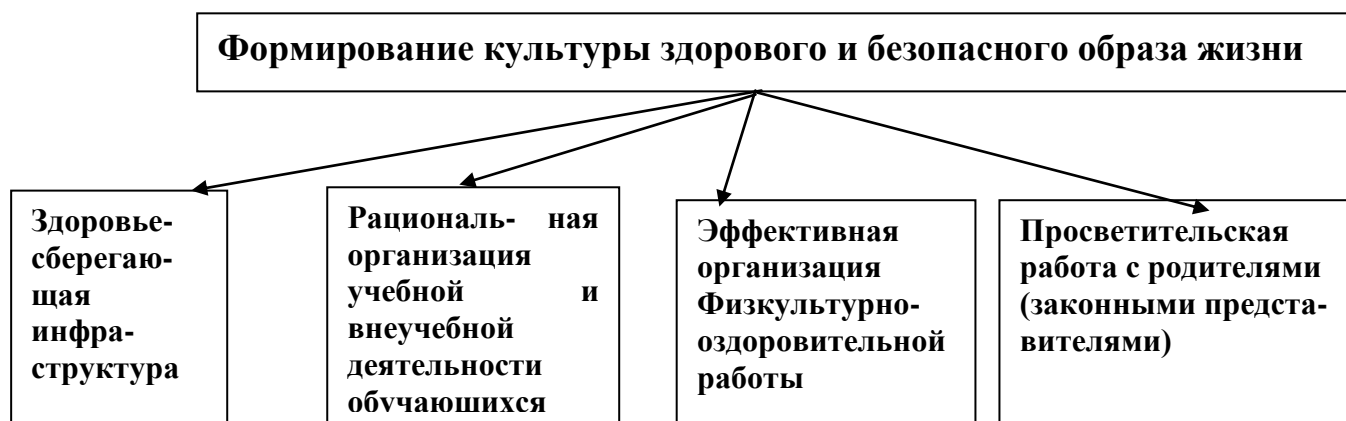 Формирование культуры здорового и безопасного образа жизни
Здоровье-
сберегаю-
щая
инфра-
структура
Рациональ- ная
организация
учебной и
внеучебной
деятельности
обучающихся
Эффективная
организация
Физкультурно-
оздоровительной
работы
Просветительская
работа с родителями
(законными предста-
вителями)